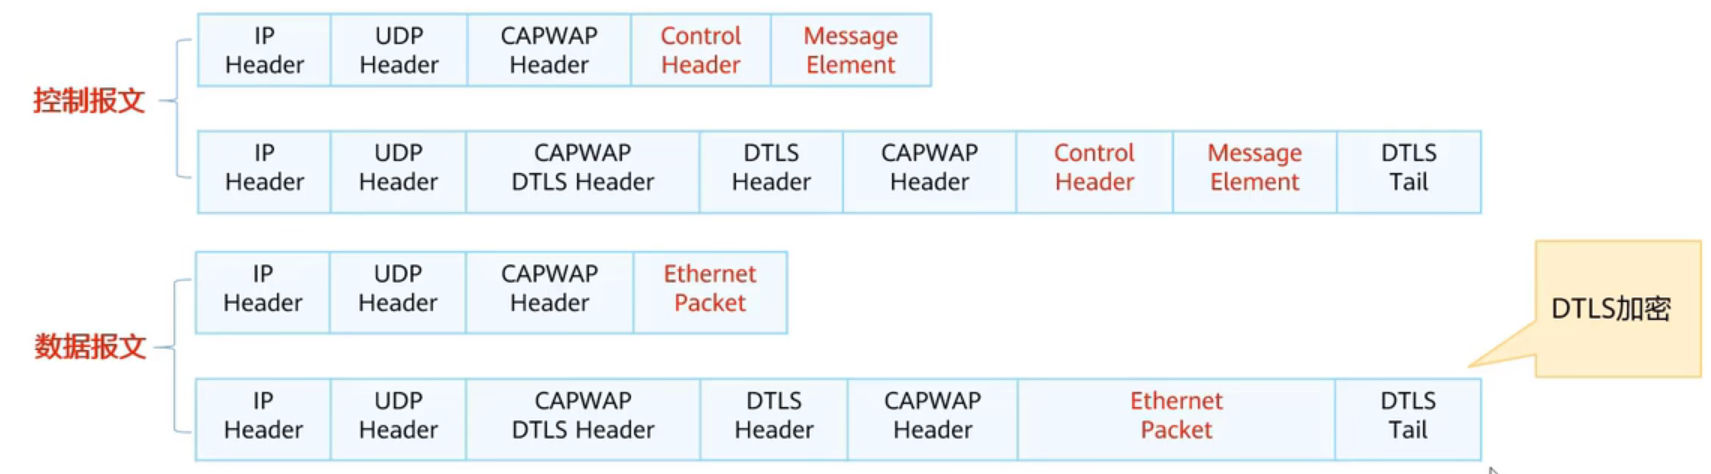 IP
Header
UDP
Header
CAPWAP
Header
Control
Header
Message
Element
控制报文
IP
Header
UDP
Header
CAPWAP
DTLS Header
DTLS
Header
CAPWAP
Header
Control
Header
Message
Element
DTLS
Tail
IP
Header
UDP
Header
CAPWAP
Header
Ethernet
Packet
DTLS加密
数据报文
IP
Header
UDP
Header
CAPWAP
DTLS Header
DTLS
Header
CAPWAP
Header
Ethernet
Packet
DTLS
Tail